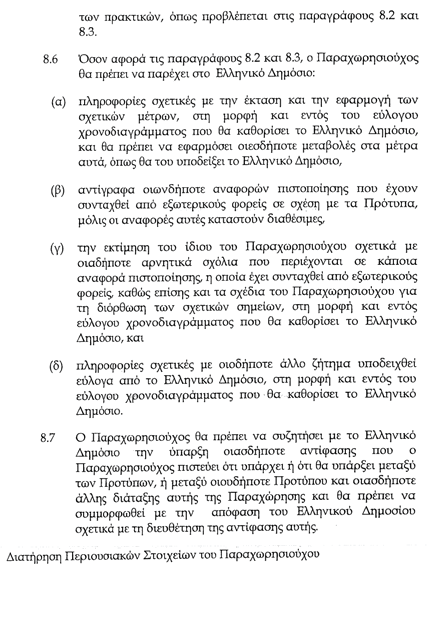 των πρακτικών, όπως προβλέπεται στις παραγράφους 8.2 και
8.3.
8.6 Όσον αφορά τις παραγράφους 8.2 και 8.3, ο Παραχωρησιούχος
θα πρέπει να παρέχει στο Ελληνικό Δημόσιο:
(α) πληροφορίες σχετικές με την έκταση και την εφαρμογή των
σχετικών μέτρων, στη μορφή και εντός του εύλογου
χρονοδιαγράμματος που θα καθορίσει το Ελληνικό Δημόσιο,
και θα πρέπει να εφαρμόσει οιεσδήποτε μεταβολές στα μέτρα
αυτά, όπως θα του υποδείξει το Ελληνικό Δημόσιο,
(β) αντίγραφα οιωνδήποτε αναφορών πιστοποίησης που έχουν
συνταχθεί από εξωτερικούς φορείς σε σχέση με τα Πρότυπα,
μόλις οι αναφορές αυτές καταστούν διαθέσιμες,
(γ) την εκτίμηση του ίδιου του Παραχωρησιούχου σχετικά με
οιαδήποτε αρνητικά σχόλια που περιέχονται σε κάποια
αναφορά πιστοποίησης, η οποία έχει συνταχθεί από εξωτερικούς
φορείς, καθώς επίσης και τα σχέδια του Παραχωρησιούχου για
τη διόρθωση των σχετικών σημείων, στη μορφή και εντός
εύλογου χρονοδιαγράμματος που θα καθορίσει το Ελληνικό
Δημόσιο, και
(δ) πληροφορίες σχετικές με οιοδήποτε άλλο ζήτημα υποδειχθεί
εύλογα από το Ελληνικό Δημόσιο, στη μορφή και εντός του
εύλογου χρονοδιαγράμματος που θα καθορίσει το Ελληνικό
Δημόσιο.
8.7 Ο Παραχωρησιούχος θα πρέπει να συζητήσει με το Ελληνικό
Δημόσιο την ύπαρξη οιασδήποτε αντίφασης που ο
Παραχωρησιούχος πιστεύει ότι υπάρχει ή ότι θα υπάρξει μεταξύ
των Προτύπων, ή μεταξύ οιουδήποτε Προτύπου και οιασδήποτε
άλλης διάταξης αυτής της Παραχώρησης και θα πρέπει να
συμμορφωθεί με την απόφαση του Ελληνικού Δημοσίου
σχετικά με τη διευθέτηση της αντίφασης αυτής.
Διατήρηση Περιουσιακών Στοιχείων του Παραχωρησιούχου